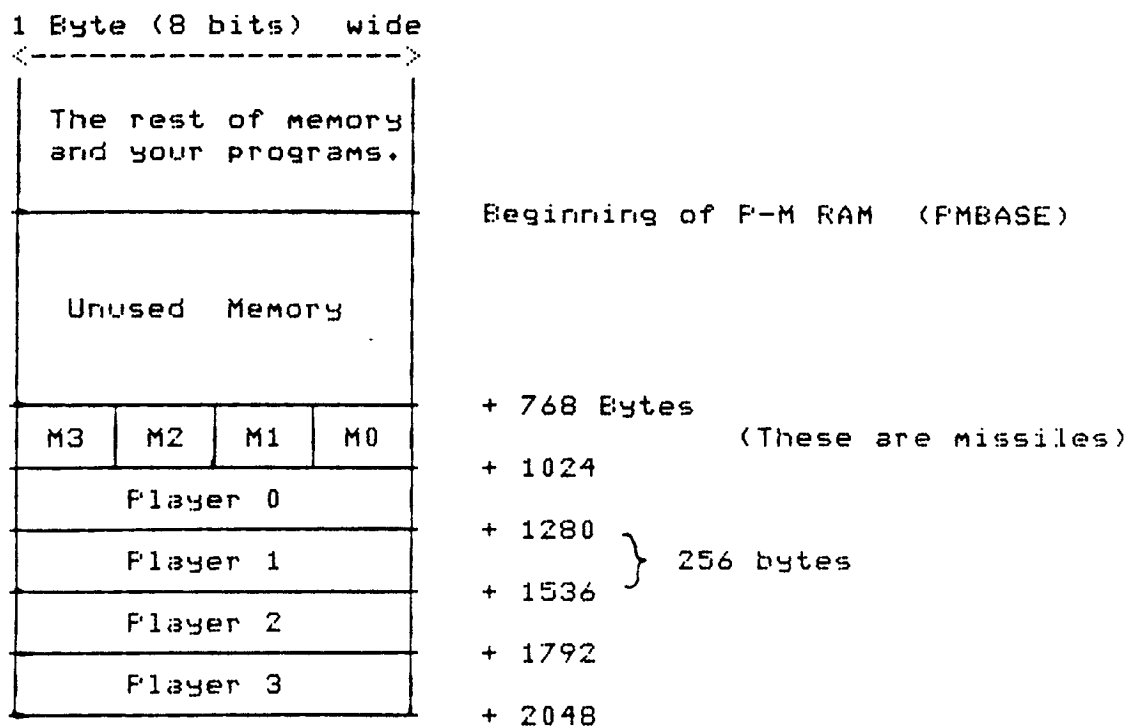 1 Byte (8 bits) wide
<------------------>
The rest of memory
and your programs.
Beginning of P-M RAM (PMBASE)
Unused Memory
+ 768 Bytes
M3 M2 M1 M0 (These are missiles)
+ 1024
Player 0
+ 1280
Player 1 } 256 bytes
+ 1536
Player 2
+ 1792
Player 3
+ 2048